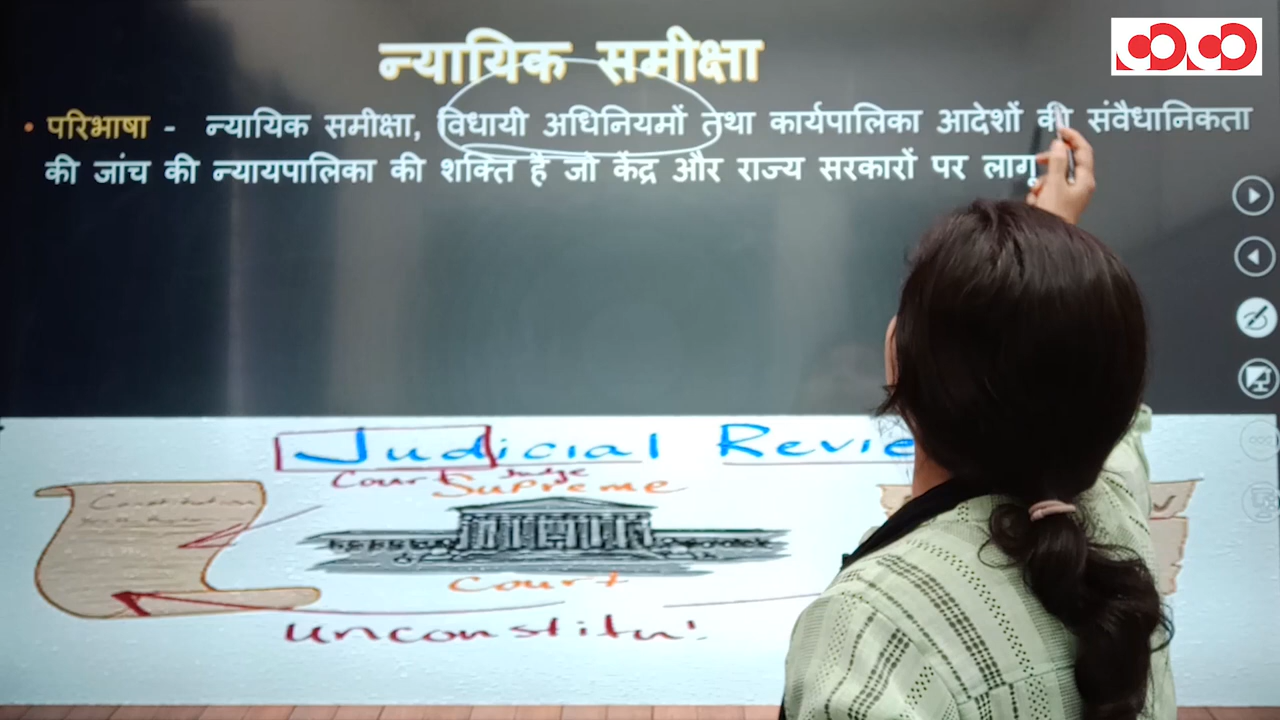 न्यायिक समीक्षा
• परिभाषा - न्यायिक समीक्षा, विधायी अधिनियमों तथा कार्यपालिका आदेशों की संवैधानिकता
की जांच की न्यायपालिका की शक्ति है जो केंद्र और राज्य सरकारों पर लागू
Judicial Revie
Court Judge
Supreme
Constitution
Court
unconstitu